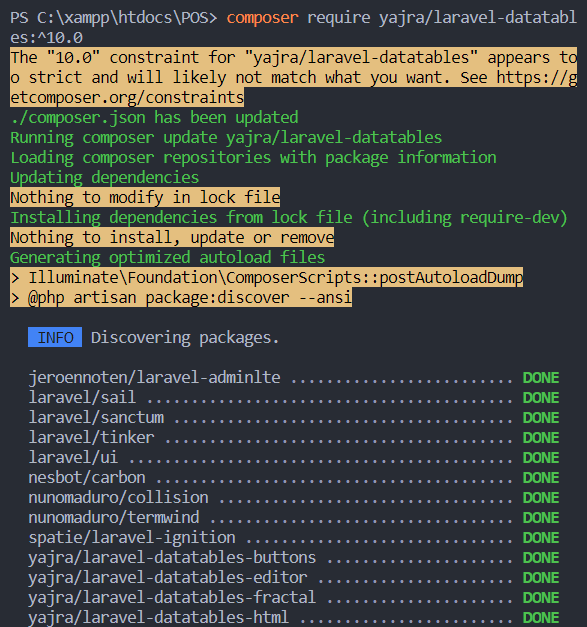 PS C:\xampp\htdocs\POS> composer require yajra/laravel-datatabl
es:^10.0
The "10.0" constraint for "yajra/laravel-datatables" appears to
o strict and will likely not match what you want. See https://g
etcomposer.org/constraints
./composer.json has been updated
Running composer update yajra/laravel-datatables
Loading composer repositories with package information
Updating dependencies
Nothing to modify in lock file
Installing dependencies from lock file (including require-dev)
Nothing to install, update or remove
Generating optimized autoload files
> Illuminate\Foundation\ComposerScripts::postAutoloadDump
> @php artisan package:discover --ansi
INFO Discovering packages.
jeroennoten/laravel-adminlte ......................... DONE
laravel/sail ......................................... DONE
laravel/sanctum ...................................... DONE
laravel/tinker ....................................... DONE
laravel/ui ........................................... DONE
nesbot/carbon ........................................ DONE
nunomaduro/collision ................................. DONE
nunomaduro/termwind .................................. DONE
spatie/laravel-ignition .............................. DONE
yajra/laravel-datatables-buttons ..................... DONE
yajra/laravel-datatables-editor ...................... DONE
yajra/laravel-datatables-fractal ..................... DONE
yajra/laravel-datatables-html ........................ DONE